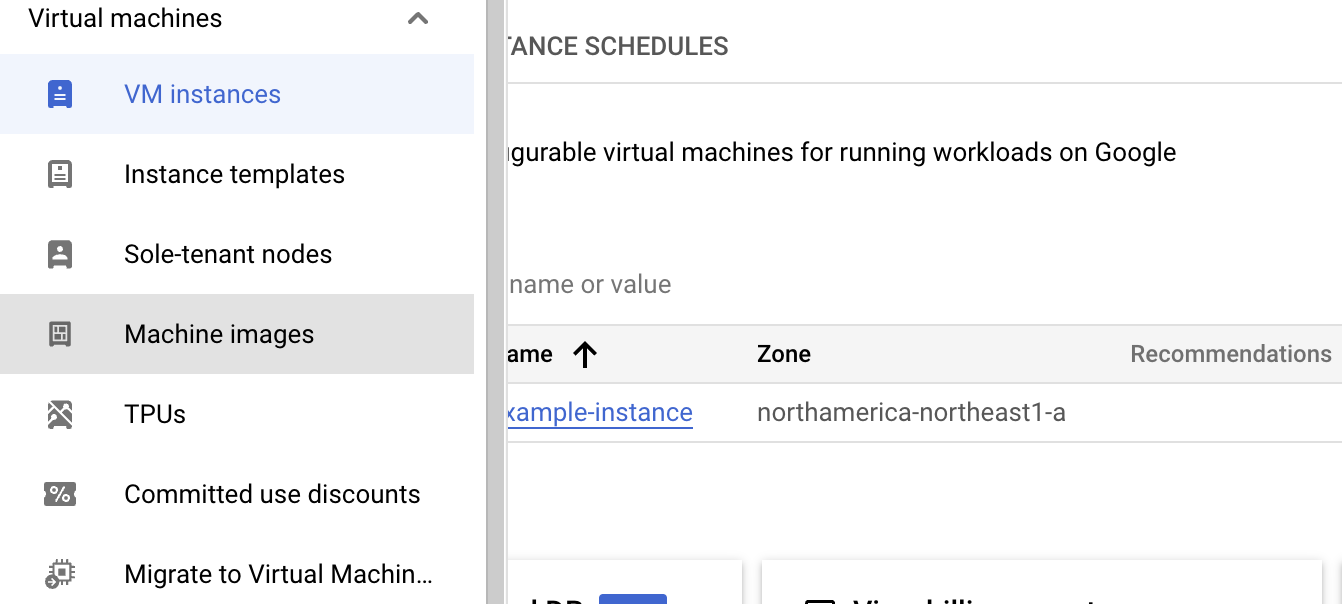 Virtual machines
VM instances
Instance templates
Sole-tenant nodes
Machine images
TPUs
%
Committed use discounts
Migrate to Virtual Machin...
TANCE SCHEDULES
gurable virtual machines for running workloads on Google
name or value
ame
Zone
Recommendations
xample-instance
northamerica-northeast1-a